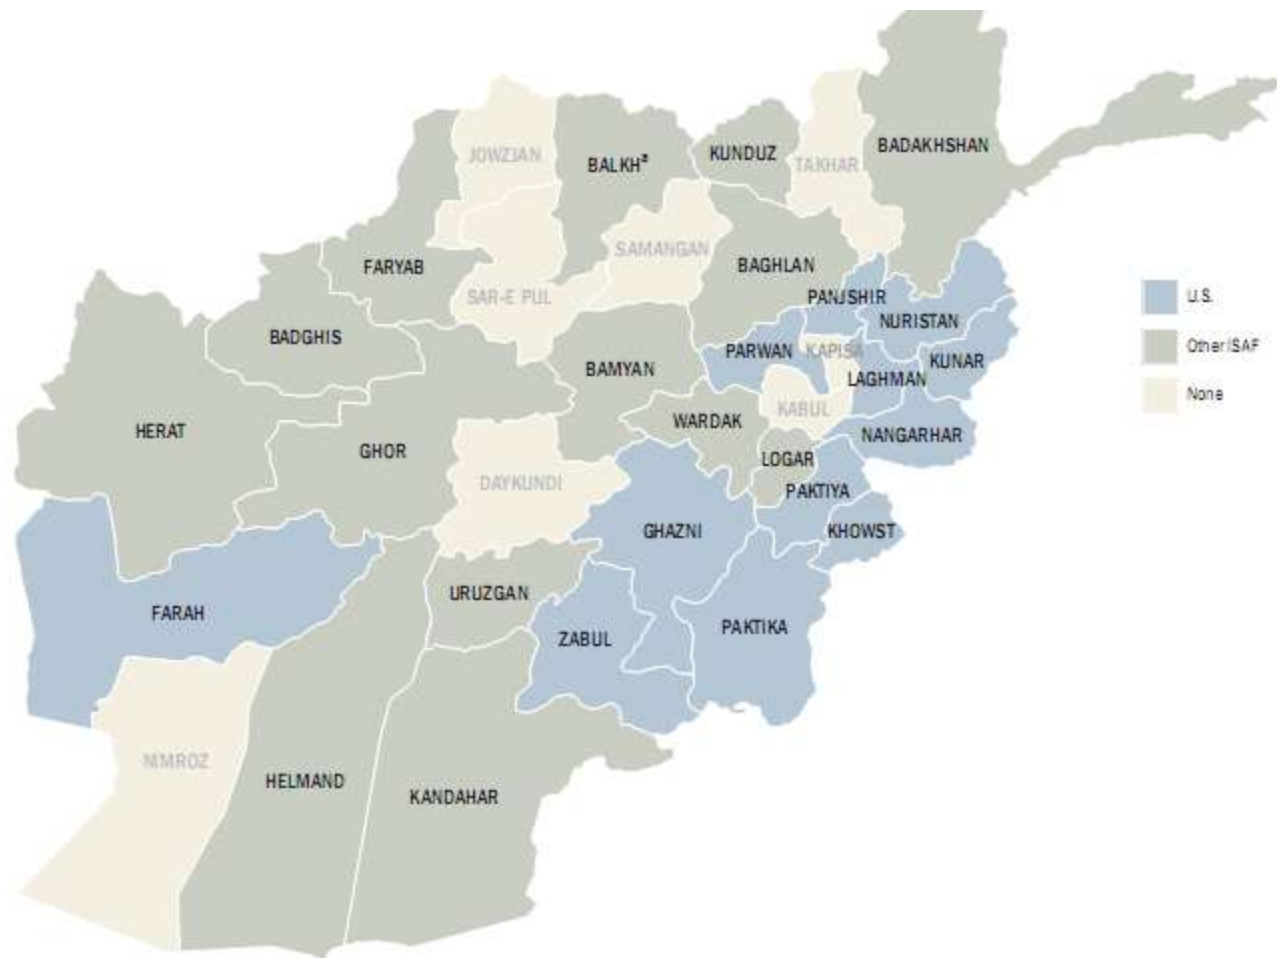 JOWZJAN
BALKHª
KUNDUZ
TAKHAR
BADAKHSHAN
FARYAB
SAR-E PUL
SAMANGAN
BAGHLAN
PANJSHIR
NURISTAN
U.S.
BADGHIS
BAMYAN
PARWAN
KAPISA
LAGHMAN
KUNAR
Other ISAF
None
HERAT
GHOR
DAYKUNDI
WARDAK
KABUL
LOGAR
NANGARHAR
PAKTIYA
GHAZNI
KHOWST
FARAH
URUZGAN
ZABUL
PAKTIKA
NIMROZ
HELMAND
KANDAHAR